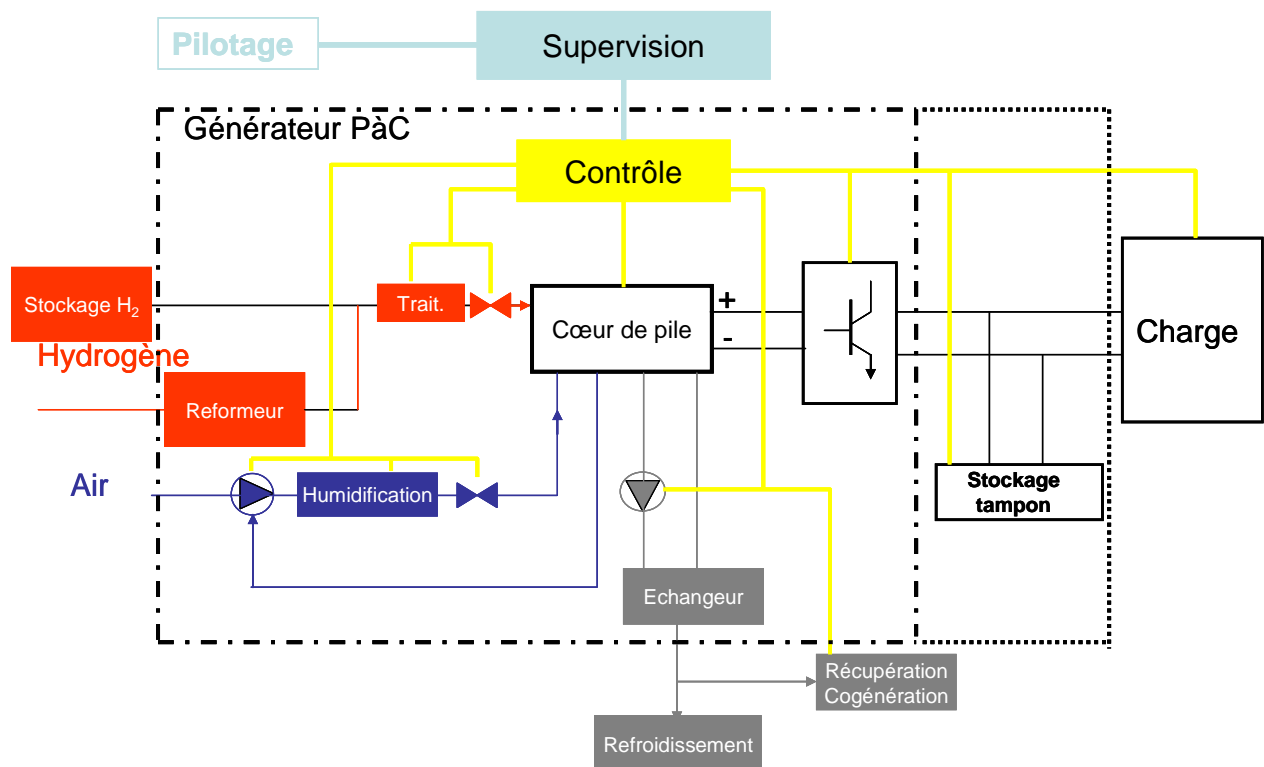 Pilotage
Supervision
Générateur PàC
Contrôle
Stockage H₂
Trait.
+
-
Cœur de pile
Charge
Hydrogène
Reformeur
Air
Humidification
Stockage
tampon
Echangeur
Récupération
Cogénération
Refroidissement